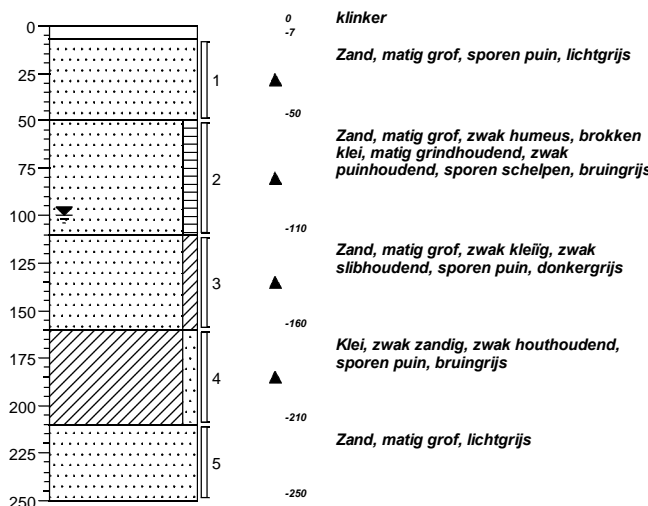 0
25
50
75
100
125
150
175
200
225
250
1
2
3
4
5
0 klinker
-7
Zand, matig grof, sporen puin, lichtgrijs
-50
Zand, matig grof, zwak humeus, brokken
klei, matig grindhoudend, zwak
puinhoudend, sporen schelpen, bruingrijs
-110
Zand, matig grof, zwak kleiïg, zwak
slibhoudend, sporen puin, donkergrijs
-160
Klei, zwak zandig, zwak houthoudend,
sporen puin, bruingrijs
-210
Zand, matig grof, lichtgrijs
-250